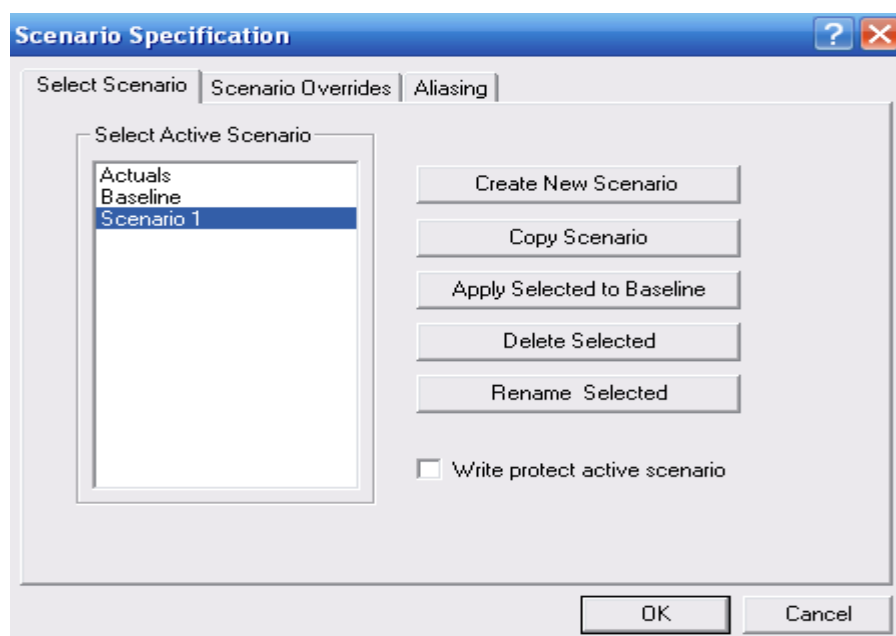 Scenario Specification
Select Scenario
Scenario Overrides
Aliasing
Select Active Scenario
Actuals
Baseline
Scenario 1
Create New Scenario
Copy Scenario
Apply Selected to Baseline
Delete Selected
Rename Selected
Write protect active scenario
OK
Cancel